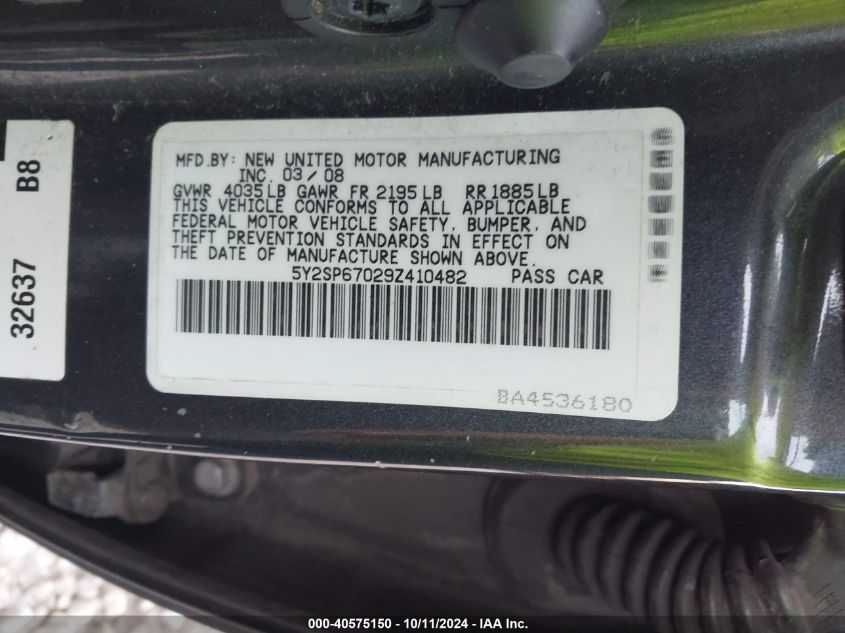 MFD.BY: NEW UNITED MOTOR MANUFACTURING
INC. 03/08
GVWR 4035LB GAWR FR 2195LB RR 1885LB
THIS VEHICLE CONFORMS TO ALL APPLICABLE
FEDERAL MOTOR VEHICLE SAFETY, BUMPER, AND
THEFT PREVENTION STANDARDS IN EFFECT ON
THE DATE OF MANUFACTURE SHOWN ABOVE.
5Y2SP67029Z410482 PASS CAR
BA4536180
32637 B8
000-40575150 - 10/11/2024 - IAA Inc.